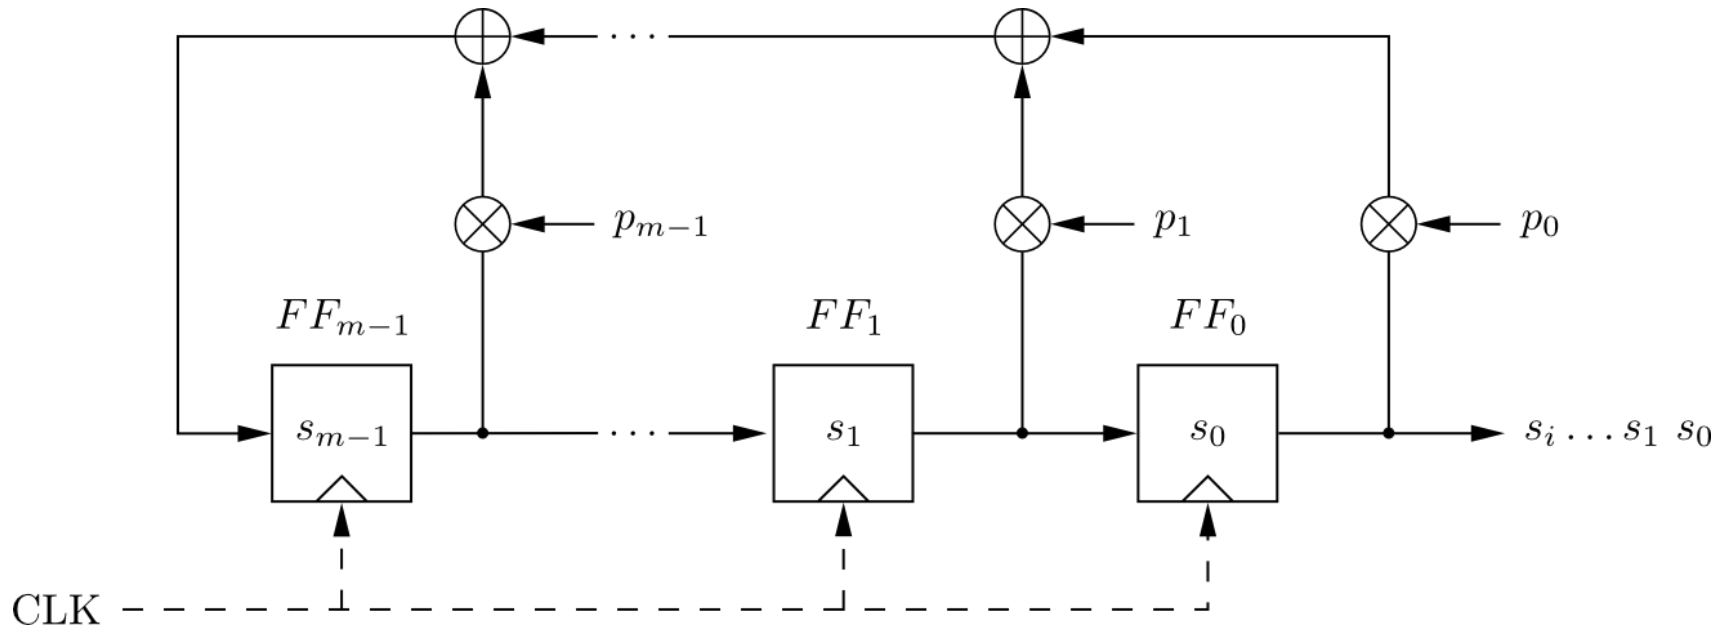 · · ·
p_{m−1} p_1 p_0
FF_{m−1} FF_1 FF_0
s_{m−1} · · · s_1 s_0 s_i . . . s_1 s_0
CLK